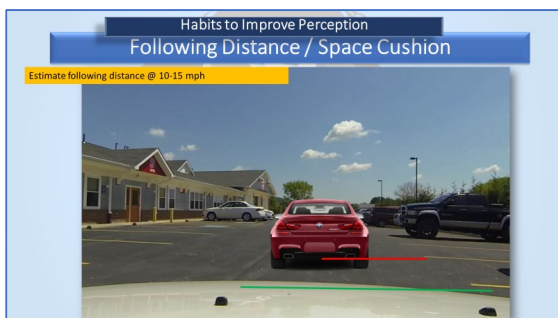 Habits to Improve Perception
Following Distance / Space Cushion
Estimate following distance @ 10-15 mph